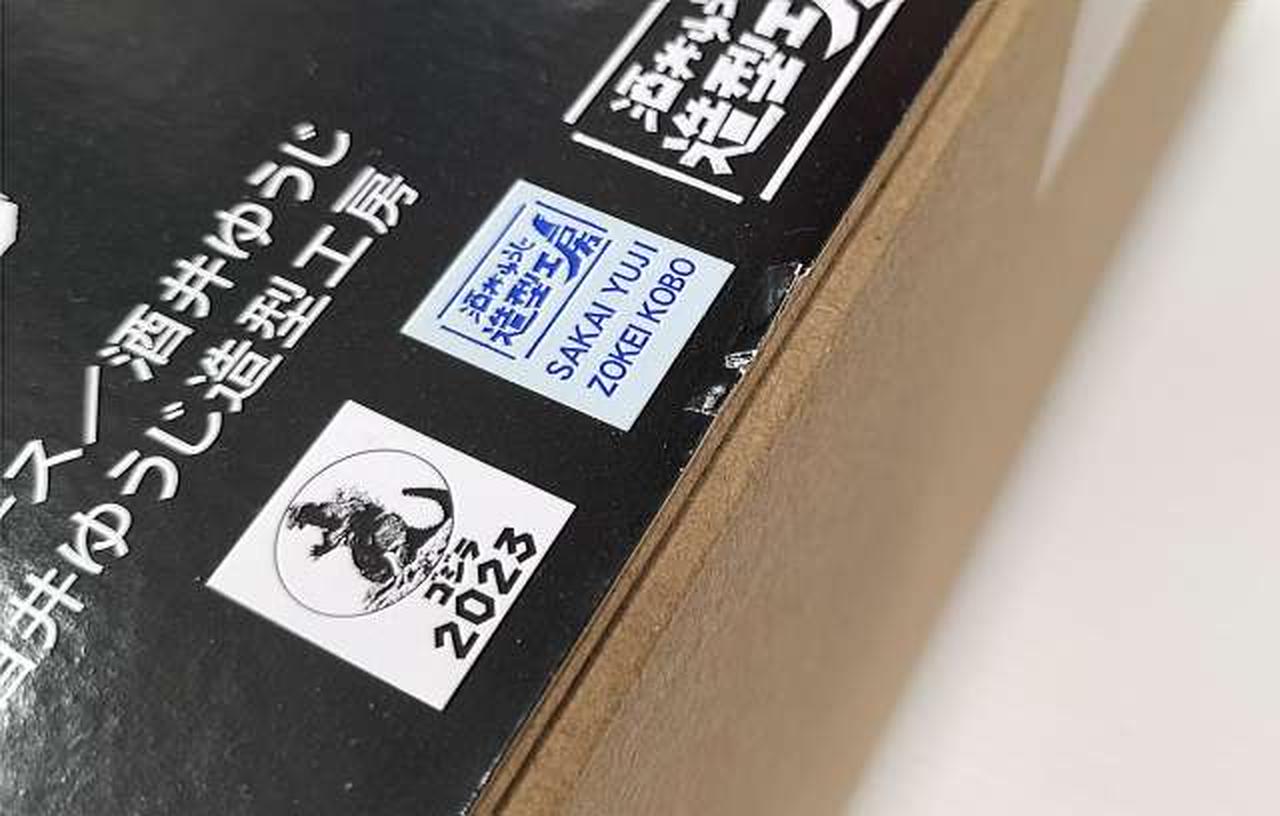 ス／酒井ゆうじ
井ゆうじ造型工房
酒井ゆうじ
造型工房
酒井ゆうじ
造型工房
SAKAI YUJI
ZOKEI KOBO
ゴジラ
2023